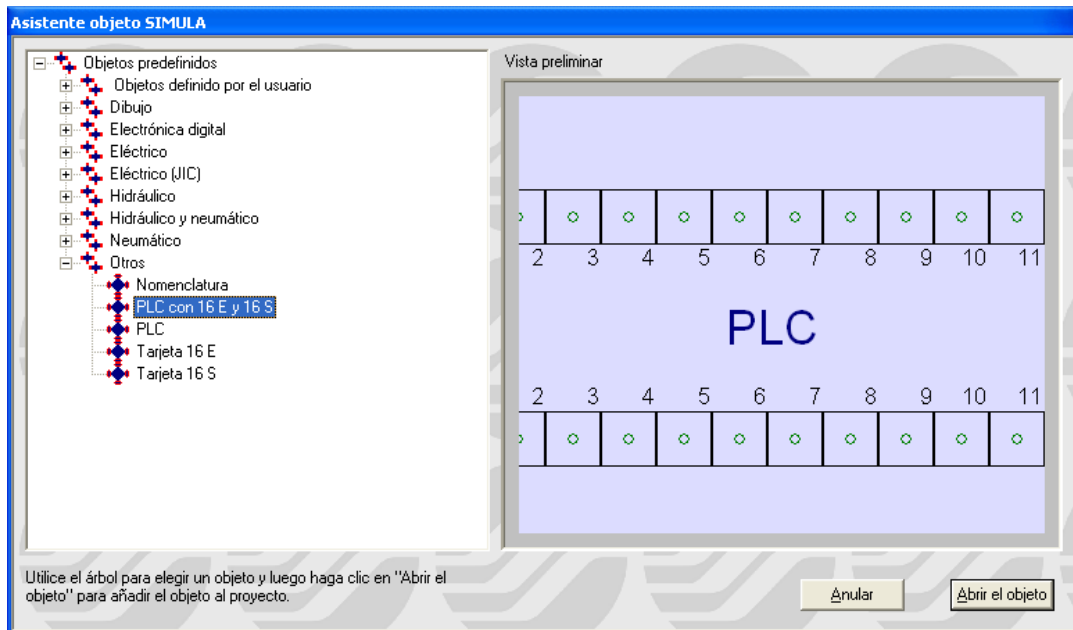 Asistente objeto SIMULA
Objetos predefinidos
Objetos definido por el usuario
Dibujo
Electrónica digital
Eléctrico
Eléctrico (JIC)
Hidráulico
Hidráulico y neumático
Neumático
Otros
Nomenclatura
PLC con 16 E y 16 S
PLC
Tarjeta 16 E
Tarjeta 16 S
Vista preliminar
2 3 4 5 6 7 8 9 10 11
PLC
2 3 4 5 6 7 8 9 10 11
Utilice el árbol para elegir un objeto y luego haga clic en "Abrir el
objeto" para añadir el objeto al proyecto.
Anular
Abrir el objeto